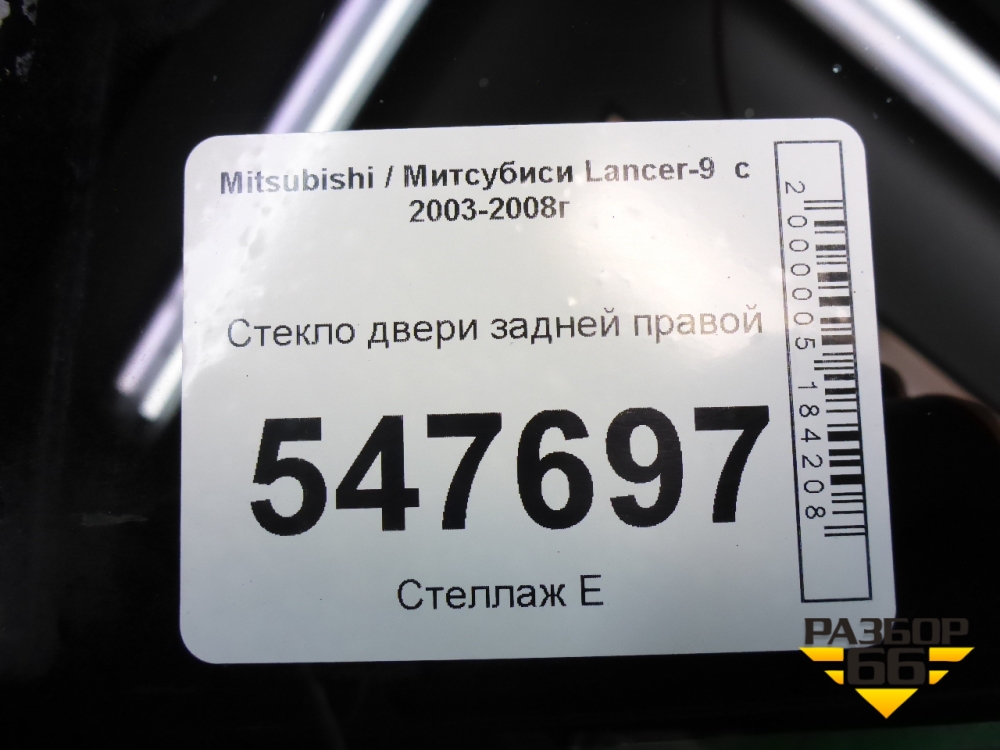 Mitsubishi / Митсубиси Lancer-9 с
2003-2008г
Стекло двери задней правой
547697
Стеллаж Е
2000005184208
РАЗБОР
66